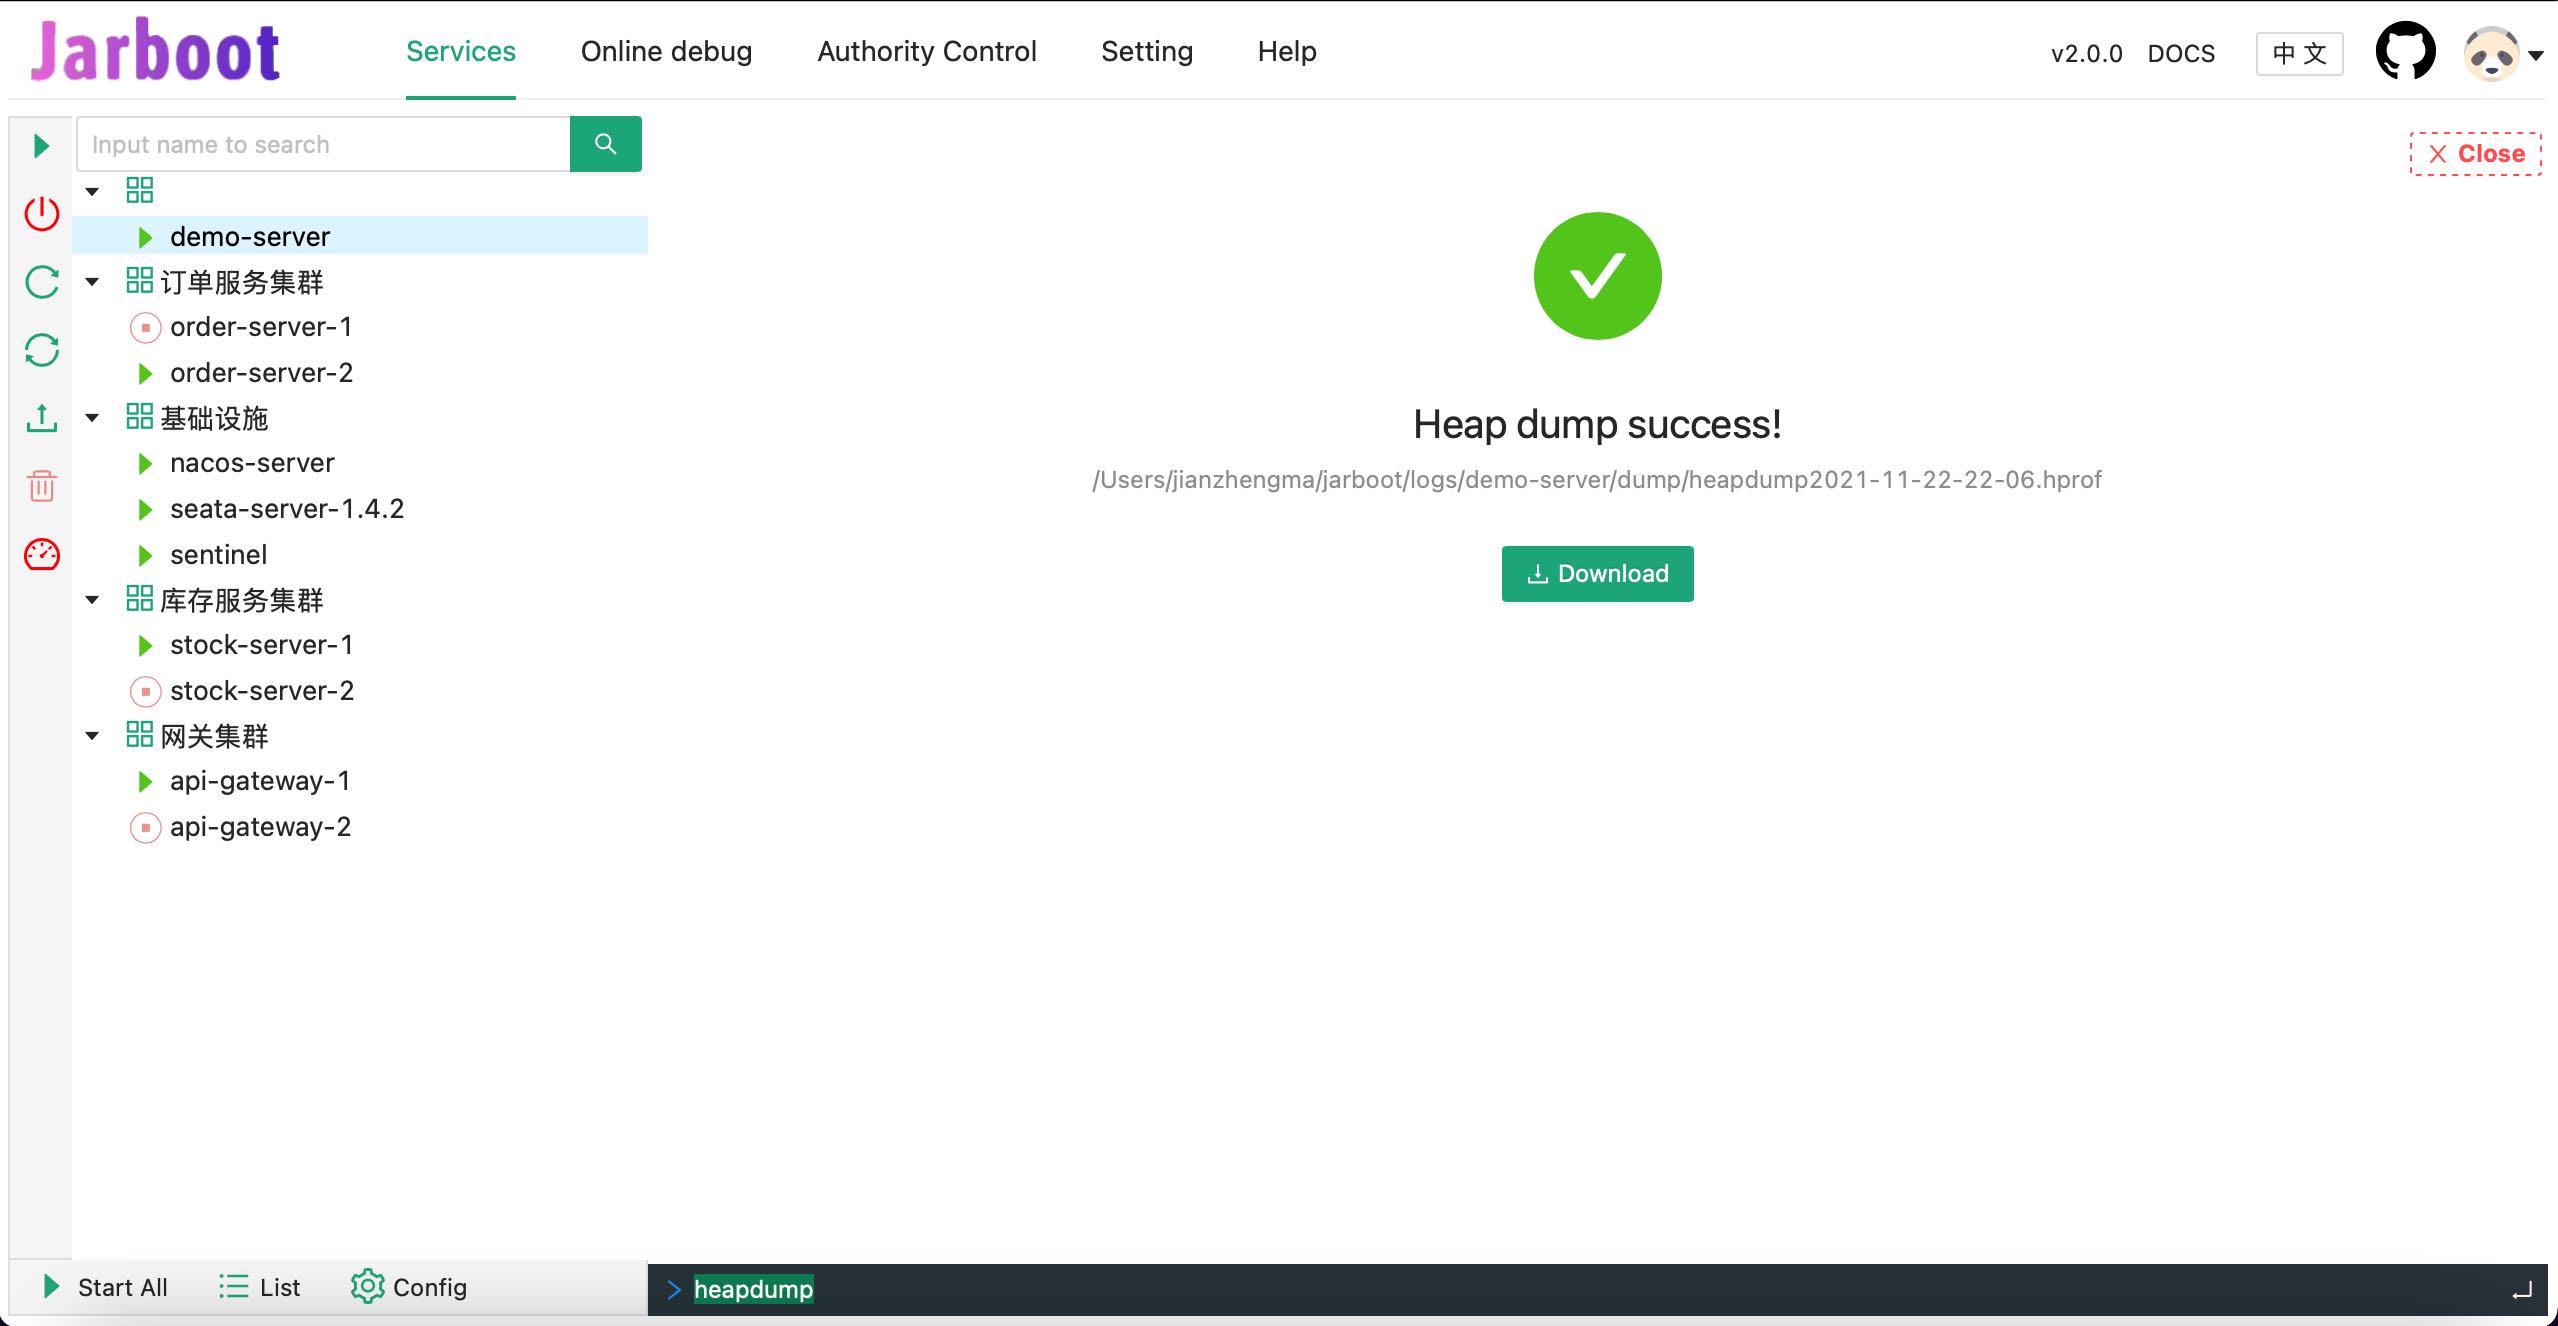 Jarboot
Services
Online debug
Authority Control
Setting
Help
v2.0.0
DOCS
中 文
Input name to search
Close
demo-server
订单服务集群
order-server-1
order-server-2
基础设施
nacos-server
seata-server-1.4.2
sentinel
库存服务集群
stock-server-1
stock-server-2
网关集群
api-gateway-1
api-gateway-2
Heap dump success!
/Users/jianzhengma/jarboot/logs/demo-server/dump/heapdump2021-11-22-22-06.hprof
Download
Start All
List
Config
> heapdump